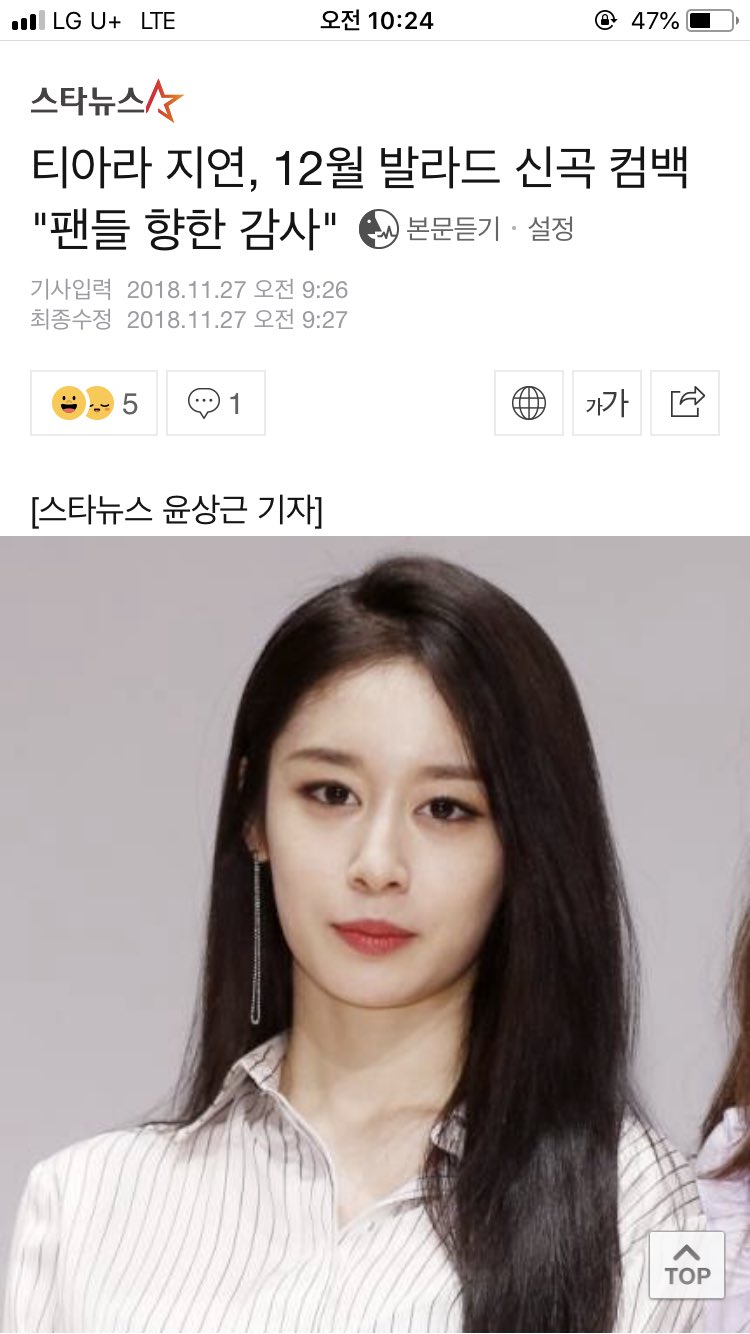 LG U+ LTE 오전 10:24 47%
스타뉴스
티아라 지연, 12월 발라드 신곡 컴백
"팬들 향한 감사" 본문듣기 · 설정
기사입력 2018.11.27 오전 9:26
최종수정 2018.11.27 오전 9:27
5 1 가가
[스타뉴스 윤상근 기자]
TOP